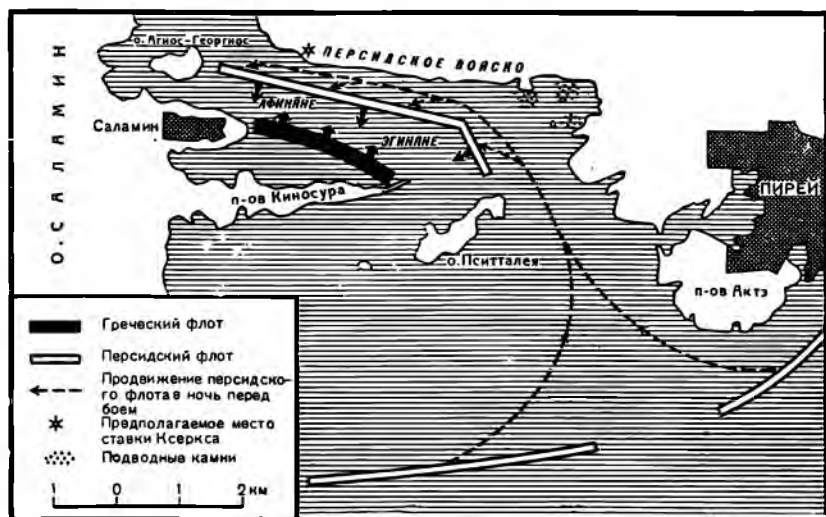 О. САЛАМИН
о. Агиос-Георгиос
ПЕРСИДСКОЕ ВОЙСКО
АФИНЯНЕ
Саламин
ЭГИНЯНЕ
п-ов Киносура
ПИРЕЙ
о. Пситталея
п-ов Актэ
Греческий флот
Персидский флот
Продвижение персидско-
го флота в ночь перед
боем
Предполагаемое место
ставки Ксеркса
Подводные камни
1 0 1 2 км